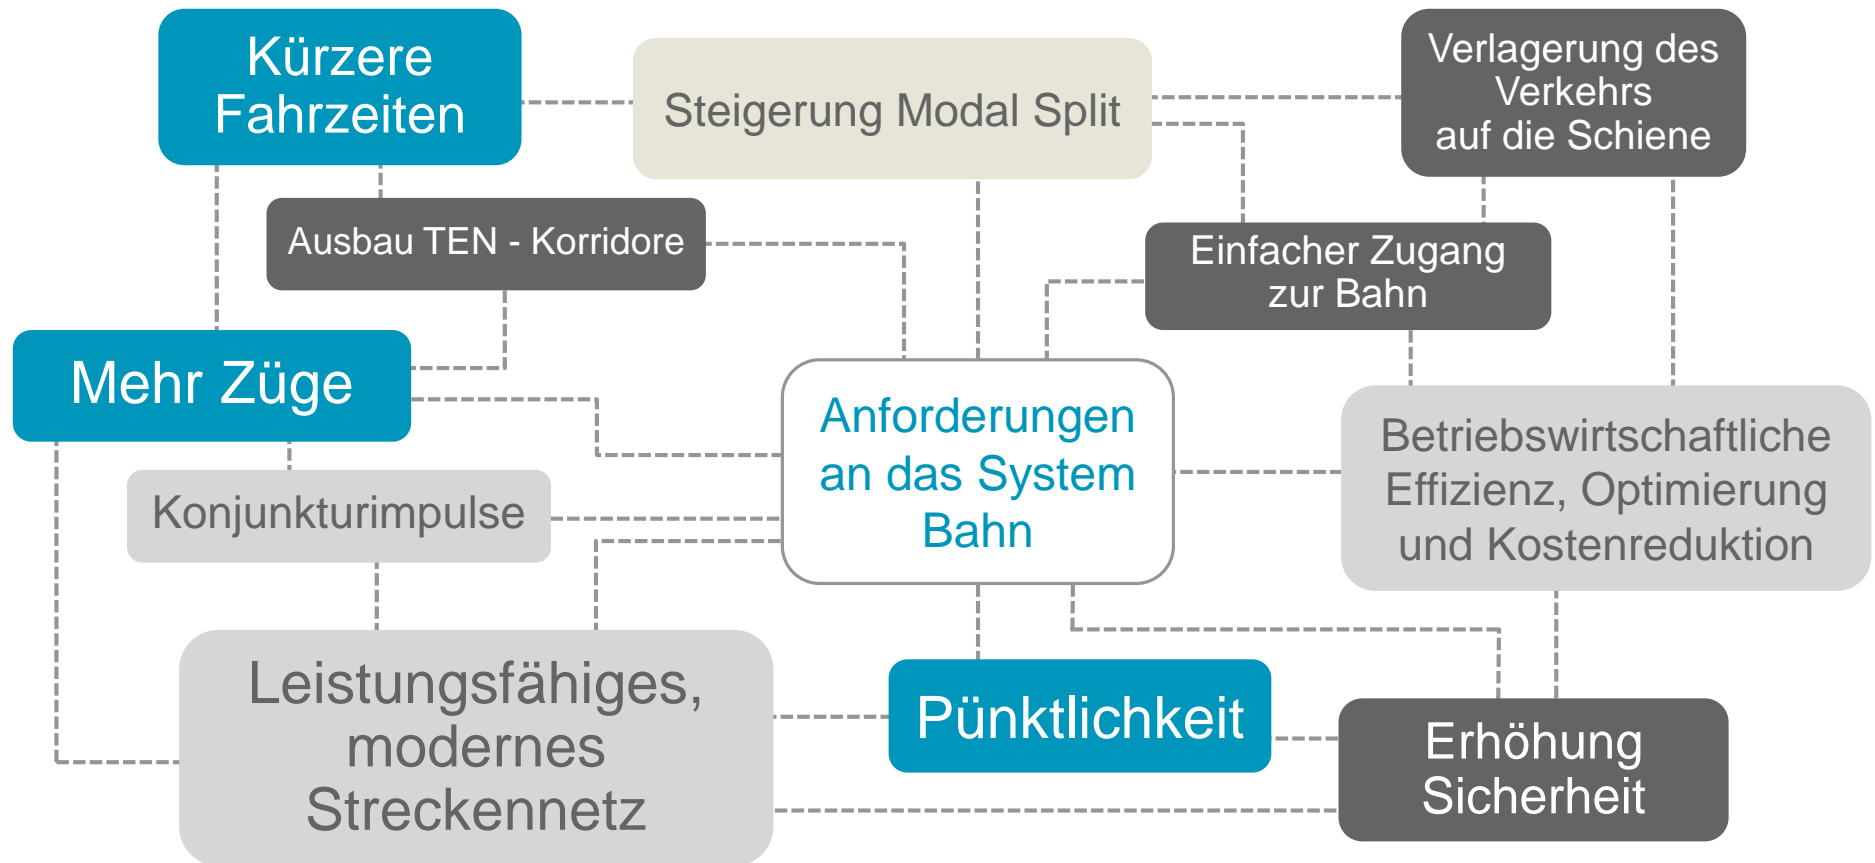 Kürzere
Fahrzeiten
Steigerung Modal Split
Verlagerung des
Verkehrs
auf die Schiene
Ausbau TEN - Korridore
Einfacher Zugang
zur Bahn
Mehr Züge
Anforderungen
an das System
Bahn
Betriebswirtschaftliche
Effizienz, Optimierung
und Kostenreduktion
Konjunkturimpulse
Leistungsfähiges,
modernes
Streckennetz
Pünktlichkeit
Erhöhung
Sicherheit